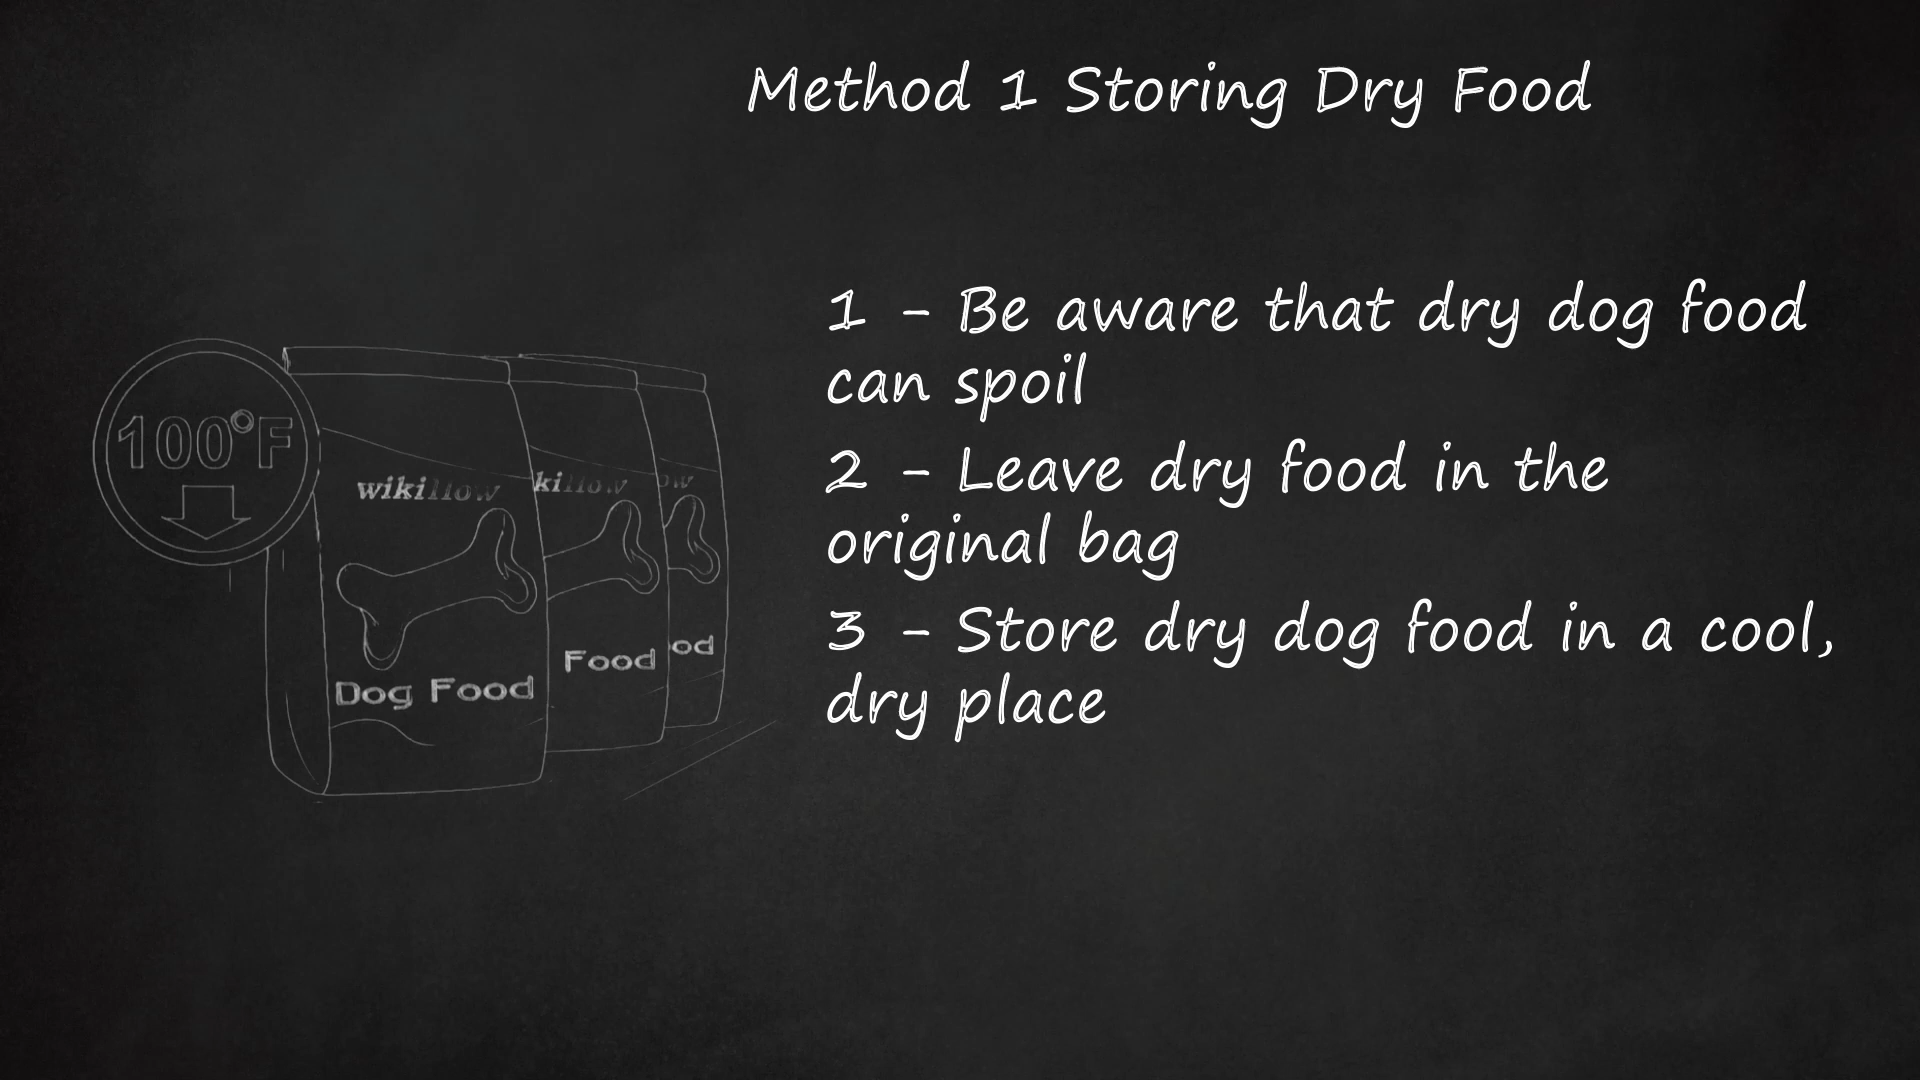 Method 1 Storing Dry Food
1 - Be aware that dry dog food
can spoil
2 - Leave dry food in the
original bag
3 - Store dry dog food in a cool,
dry place
100°F
wikiHow
Dog Food
Food